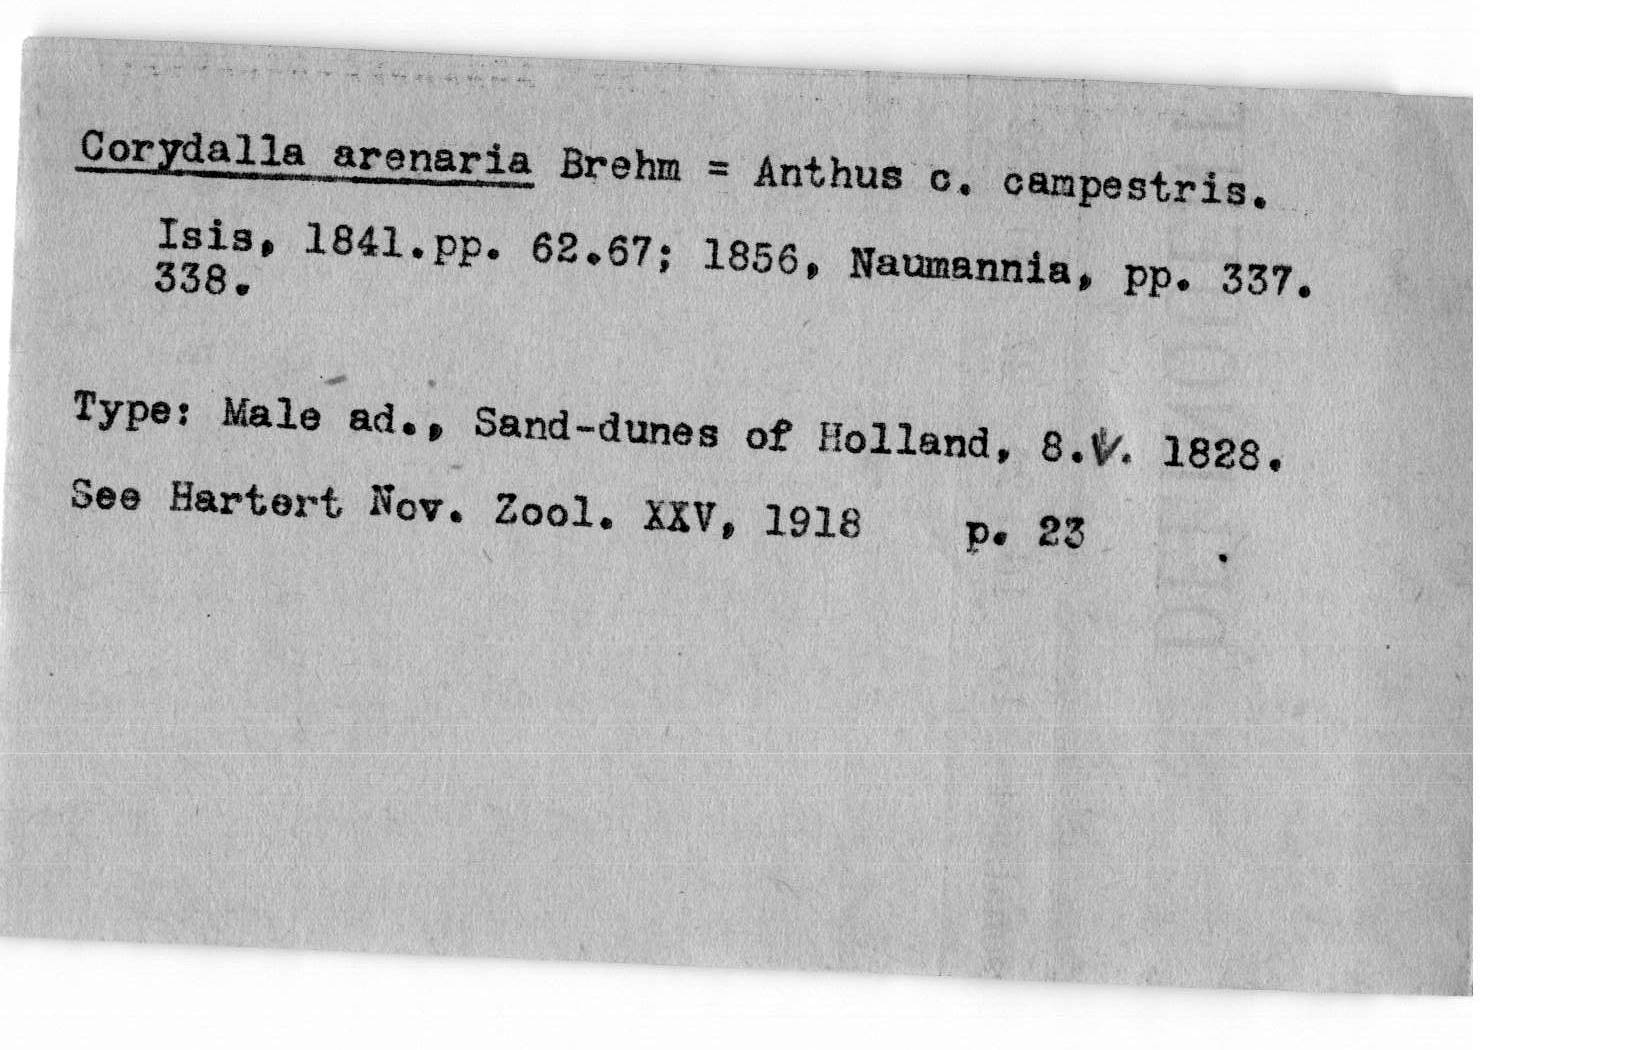 Corydalla arenaria Brehm = Anthus c. campestris.
Isis, 1841.pp. 62.67; 1856, Naumannia, pp. 337.
338.
Type: Male ad., Sand-dunes of Holland, 8.V. 1828.
See Hartert Nov. Zool. XXV, 1918 p. 23 .